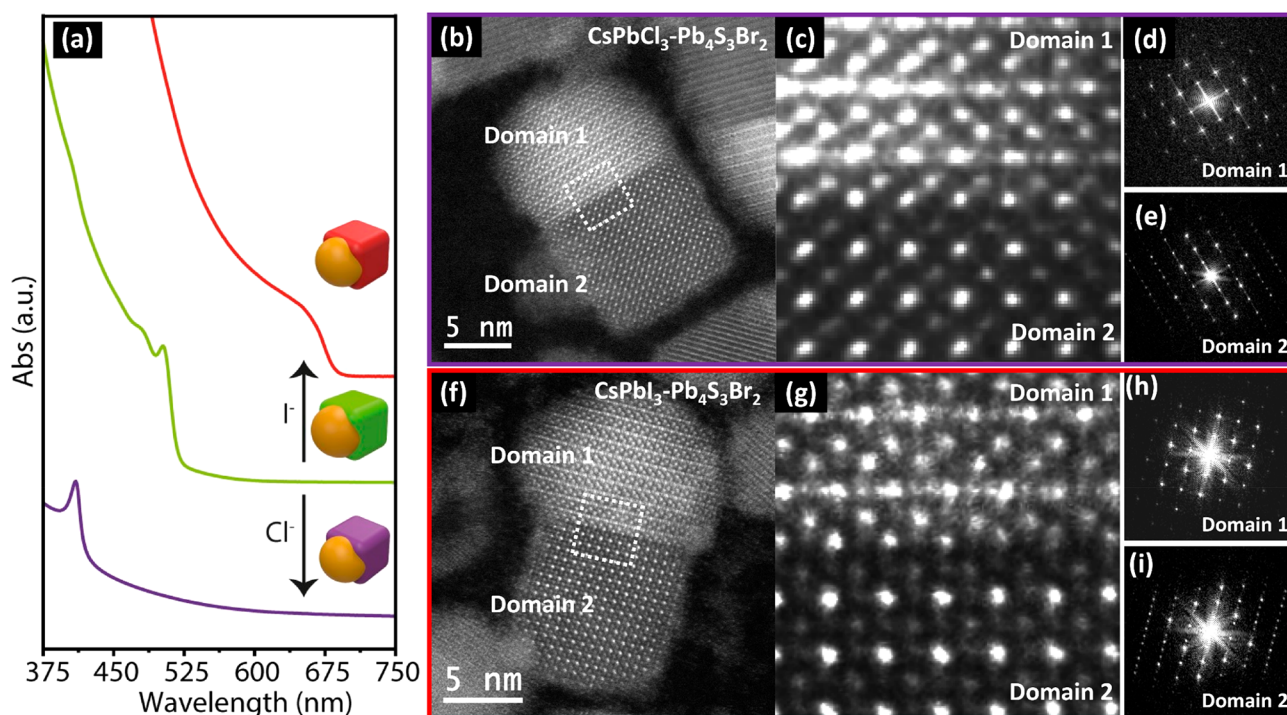 (a)
Abs (a.u.)
I⁻
Cl⁻
375 450 525 600 675 750
Wavelength (nm)
(b)
CsPbCl₃-Pb₄S₃Br₂
Domain 1
Domain 2
5 nm
(c)
Domain 1
Domain 2
(d)
Domain 1
(e)
Domain 2
(f)
CsPbI₃-Pb₄S₃Br₂
Domain 1
Domain 2
5 nm
(g)
Domain 1
Domain 2
(h)
Domain 1
(i)
Domain 2